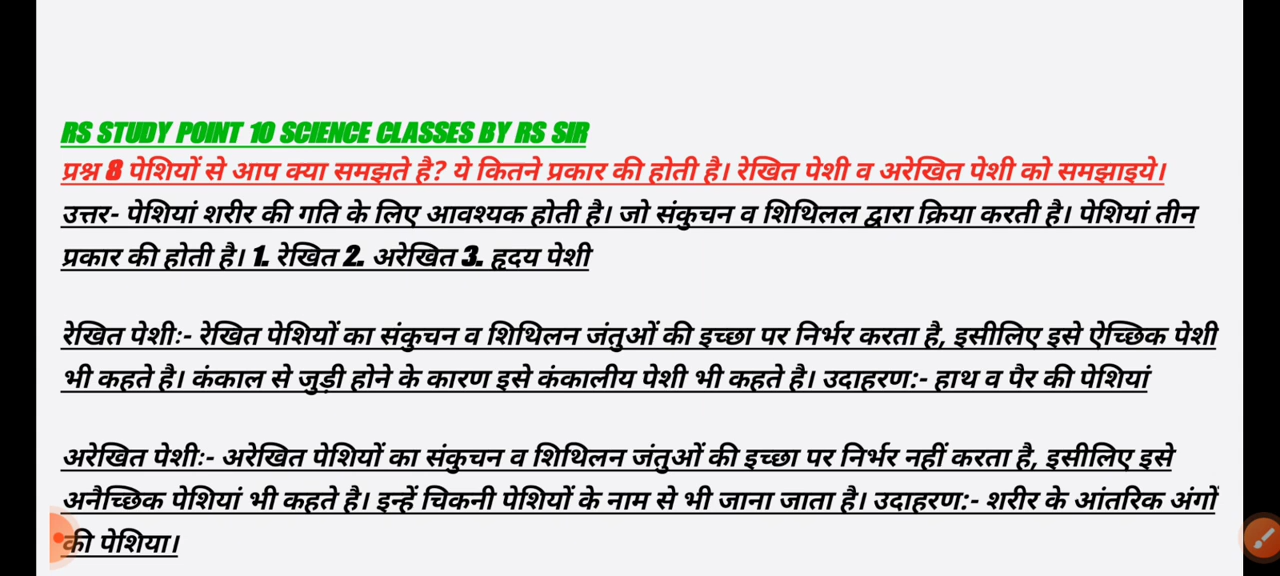 RS STUDY POINT 10 SCIENCE CLASSES BY RS SIR
प्रश्न 8 पेशियों से आप क्या समझते है? ये कितने प्रकार की होती है। रेखित पेशी व अरेखित पेशी को समझाइये।
उत्तर- पेशियां शरीर की गति के लिए आवश्यक होती है। जो संकुचन व शिथिलल द्वारा क्रिया करती है। पेशियां तीन
प्रकार की होती है। 1. रेखित 2. अरेखित 3. हृदय पेशी
रेखित पेशीः- रेखित पेशियों का संकुचन व शिथिलन जंतुओं की इच्छा पर निर्भर करता है, इसीलिए इसे ऐच्छिक पेशी
भी कहते है। कंकाल से जुड़ी होने के कारण इसे कंकालीय पेशी भी कहते है। उदाहरण:- हाथ व पैर की पेशियां
अरेखित पेशीः- अरेखित पेशियों का संकुचन व शिथिलन जंतुओं की इच्छा पर निर्भर नहीं करता है, इसीलिए इसे
अनैच्छिक पेशियां भी कहते है। इन्हें चिकनी पेशियों के नाम से भी जाना जाता है। उदाहरण:- शरीर के आंतरिक अंगों
की पेशिया।